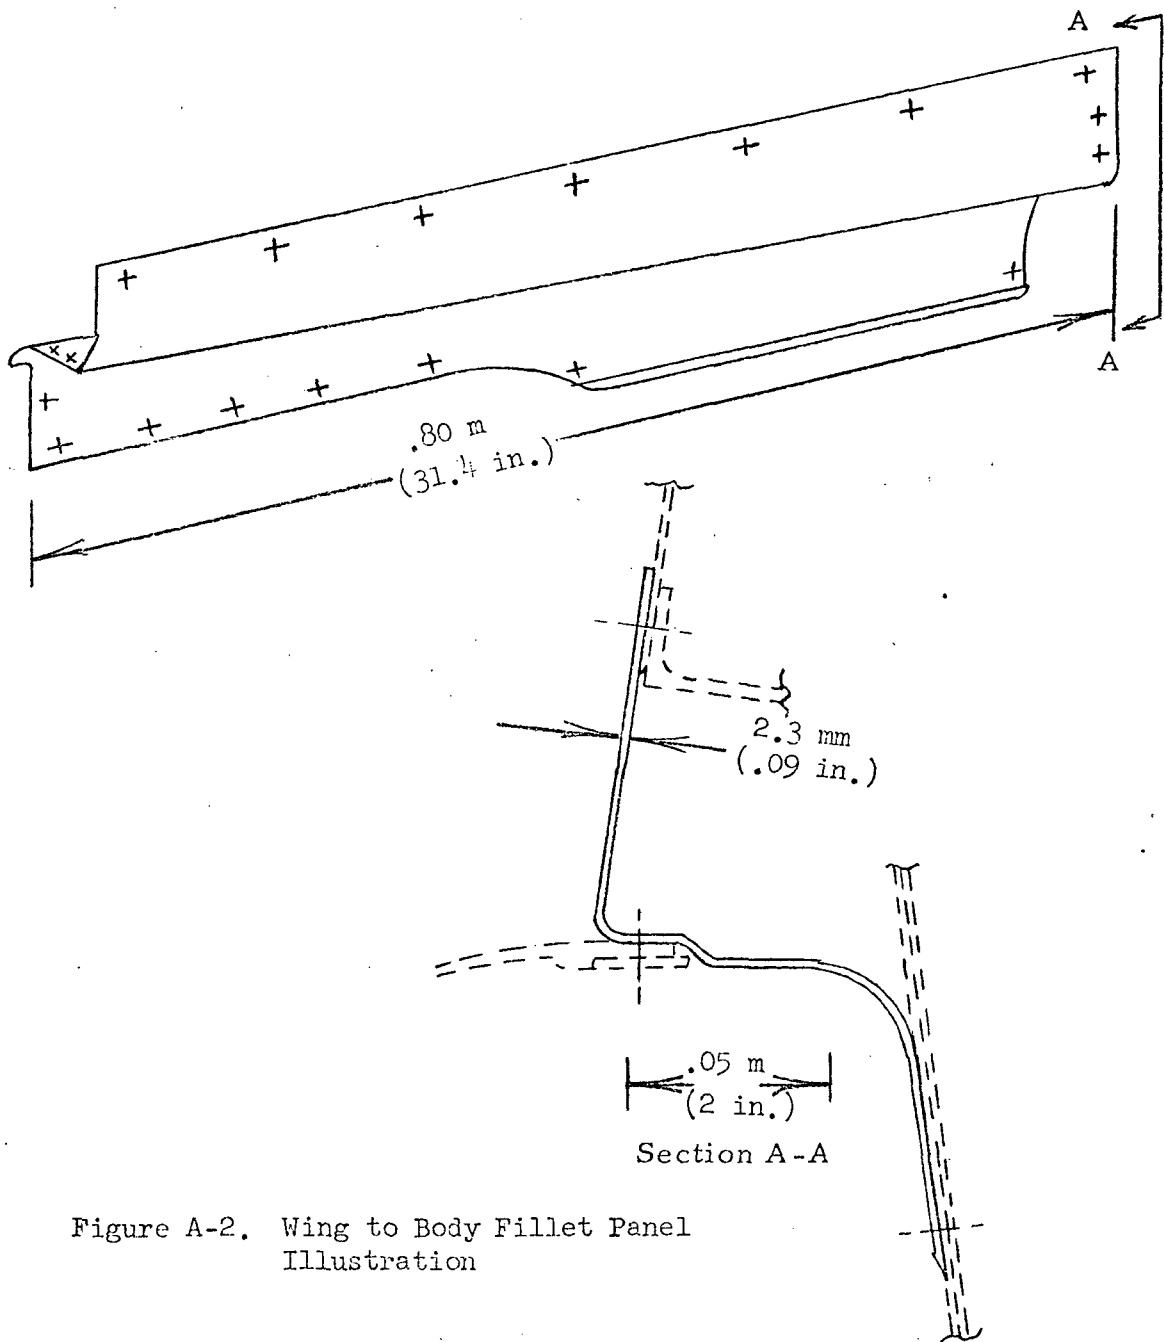 A
A
.80 m
(31.4 in.)
2.3 mm
(.09 in.)
.05 m
(2 in.)
Section A-A
Figure A-2. Wing to Body Fillet Panel
Illustration